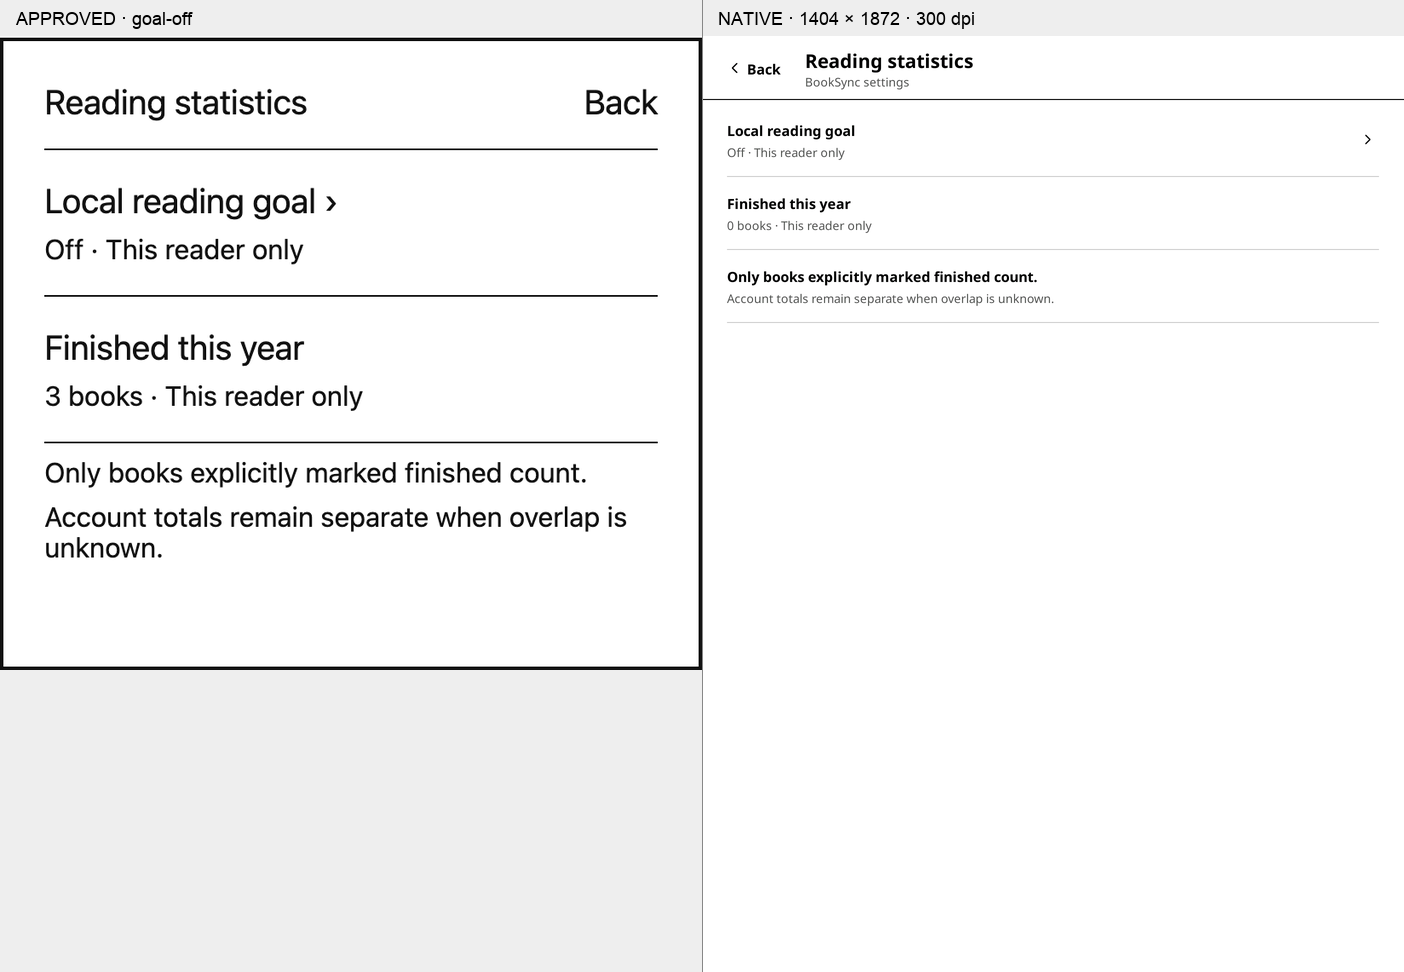 APPROVED · goal-off
Reading statistics
Back
Local reading goal ›
Off · This reader only
Finished this year
3 books · This reader only
Only books explicitly marked finished count.
Account totals remain separate when overlap is
unknown.
NATIVE · 1404 × 1872 · 300 dpi
Back
Reading statistics
BookSync settings
Local reading goal
Off · This reader only
Finished this year
0 books · This reader only
Only books explicitly marked finished count.
Account totals remain separate when overlap is unknown.